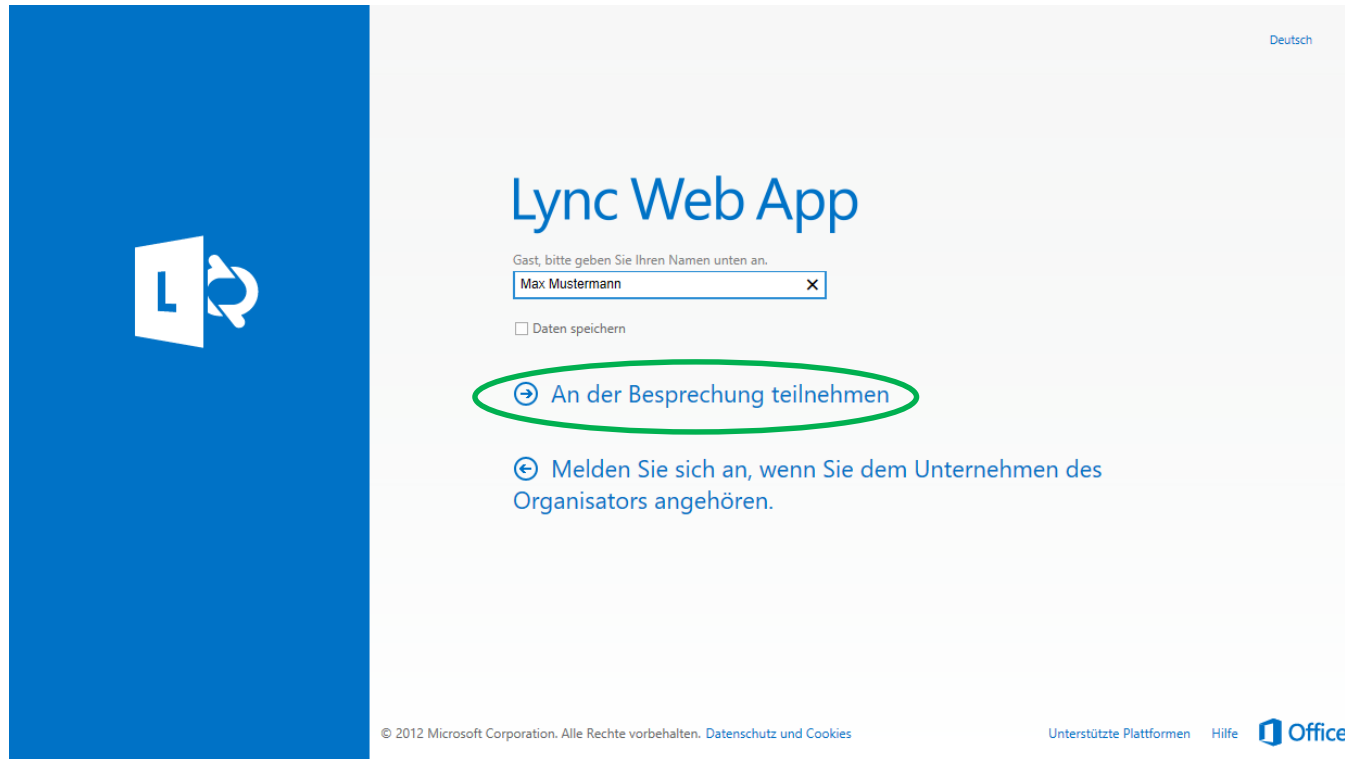 Deutsch
Lync Web App
Gast, bitte geben Sie Ihren Namen unten an.
Max Mustermann
Daten speichern
An der Besprechung teilnehmen
Melden Sie sich an, wenn Sie dem Unternehmen des
Organisators angehören.
L
© 2012 Microsoft Corporation. Alle Rechte vorbehalten. Datenschutz und Cookies
Unterstützte Plattformen
Hilfe
Office